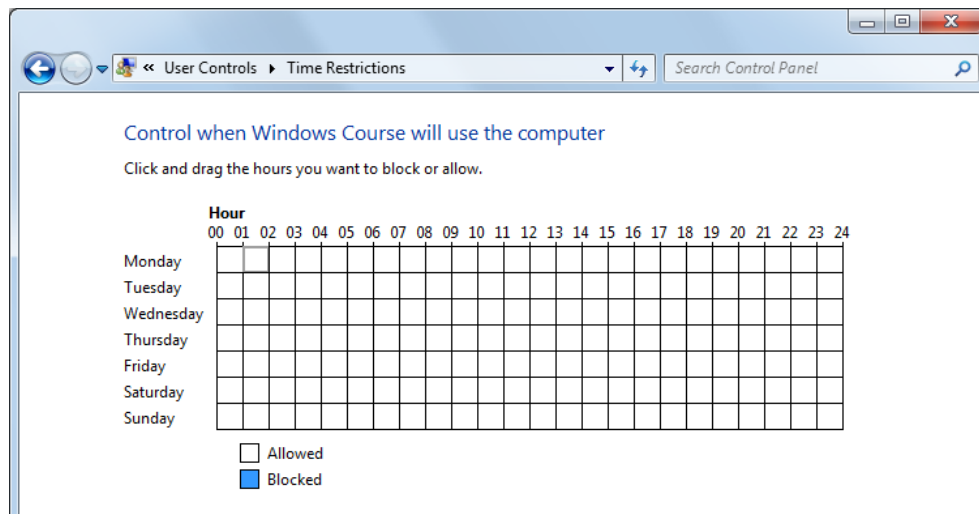 « User Controls ▸ Time Restrictions
Search Control Panel
Control when Windows Course will use the computer
Click and drag the hours you want to block or allow.
Hour
00 01 02 03 04 05 06 07 08 09 10 11 12 13 14 15 16 17 18 19 20 21 22 23 24
Monday
Tuesday
Wednesday
Thursday
Friday
Saturday
Sunday
Allowed
Blocked